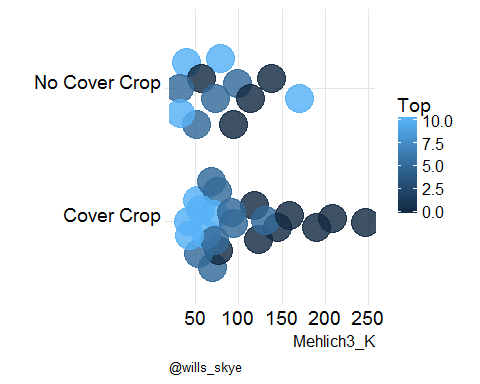 No Cover Crop
Cover Crop
Top
10.0
7.5
5.0
2.5
0.0
50 100 150 200 250
Mehlich3_K
@wills_skye